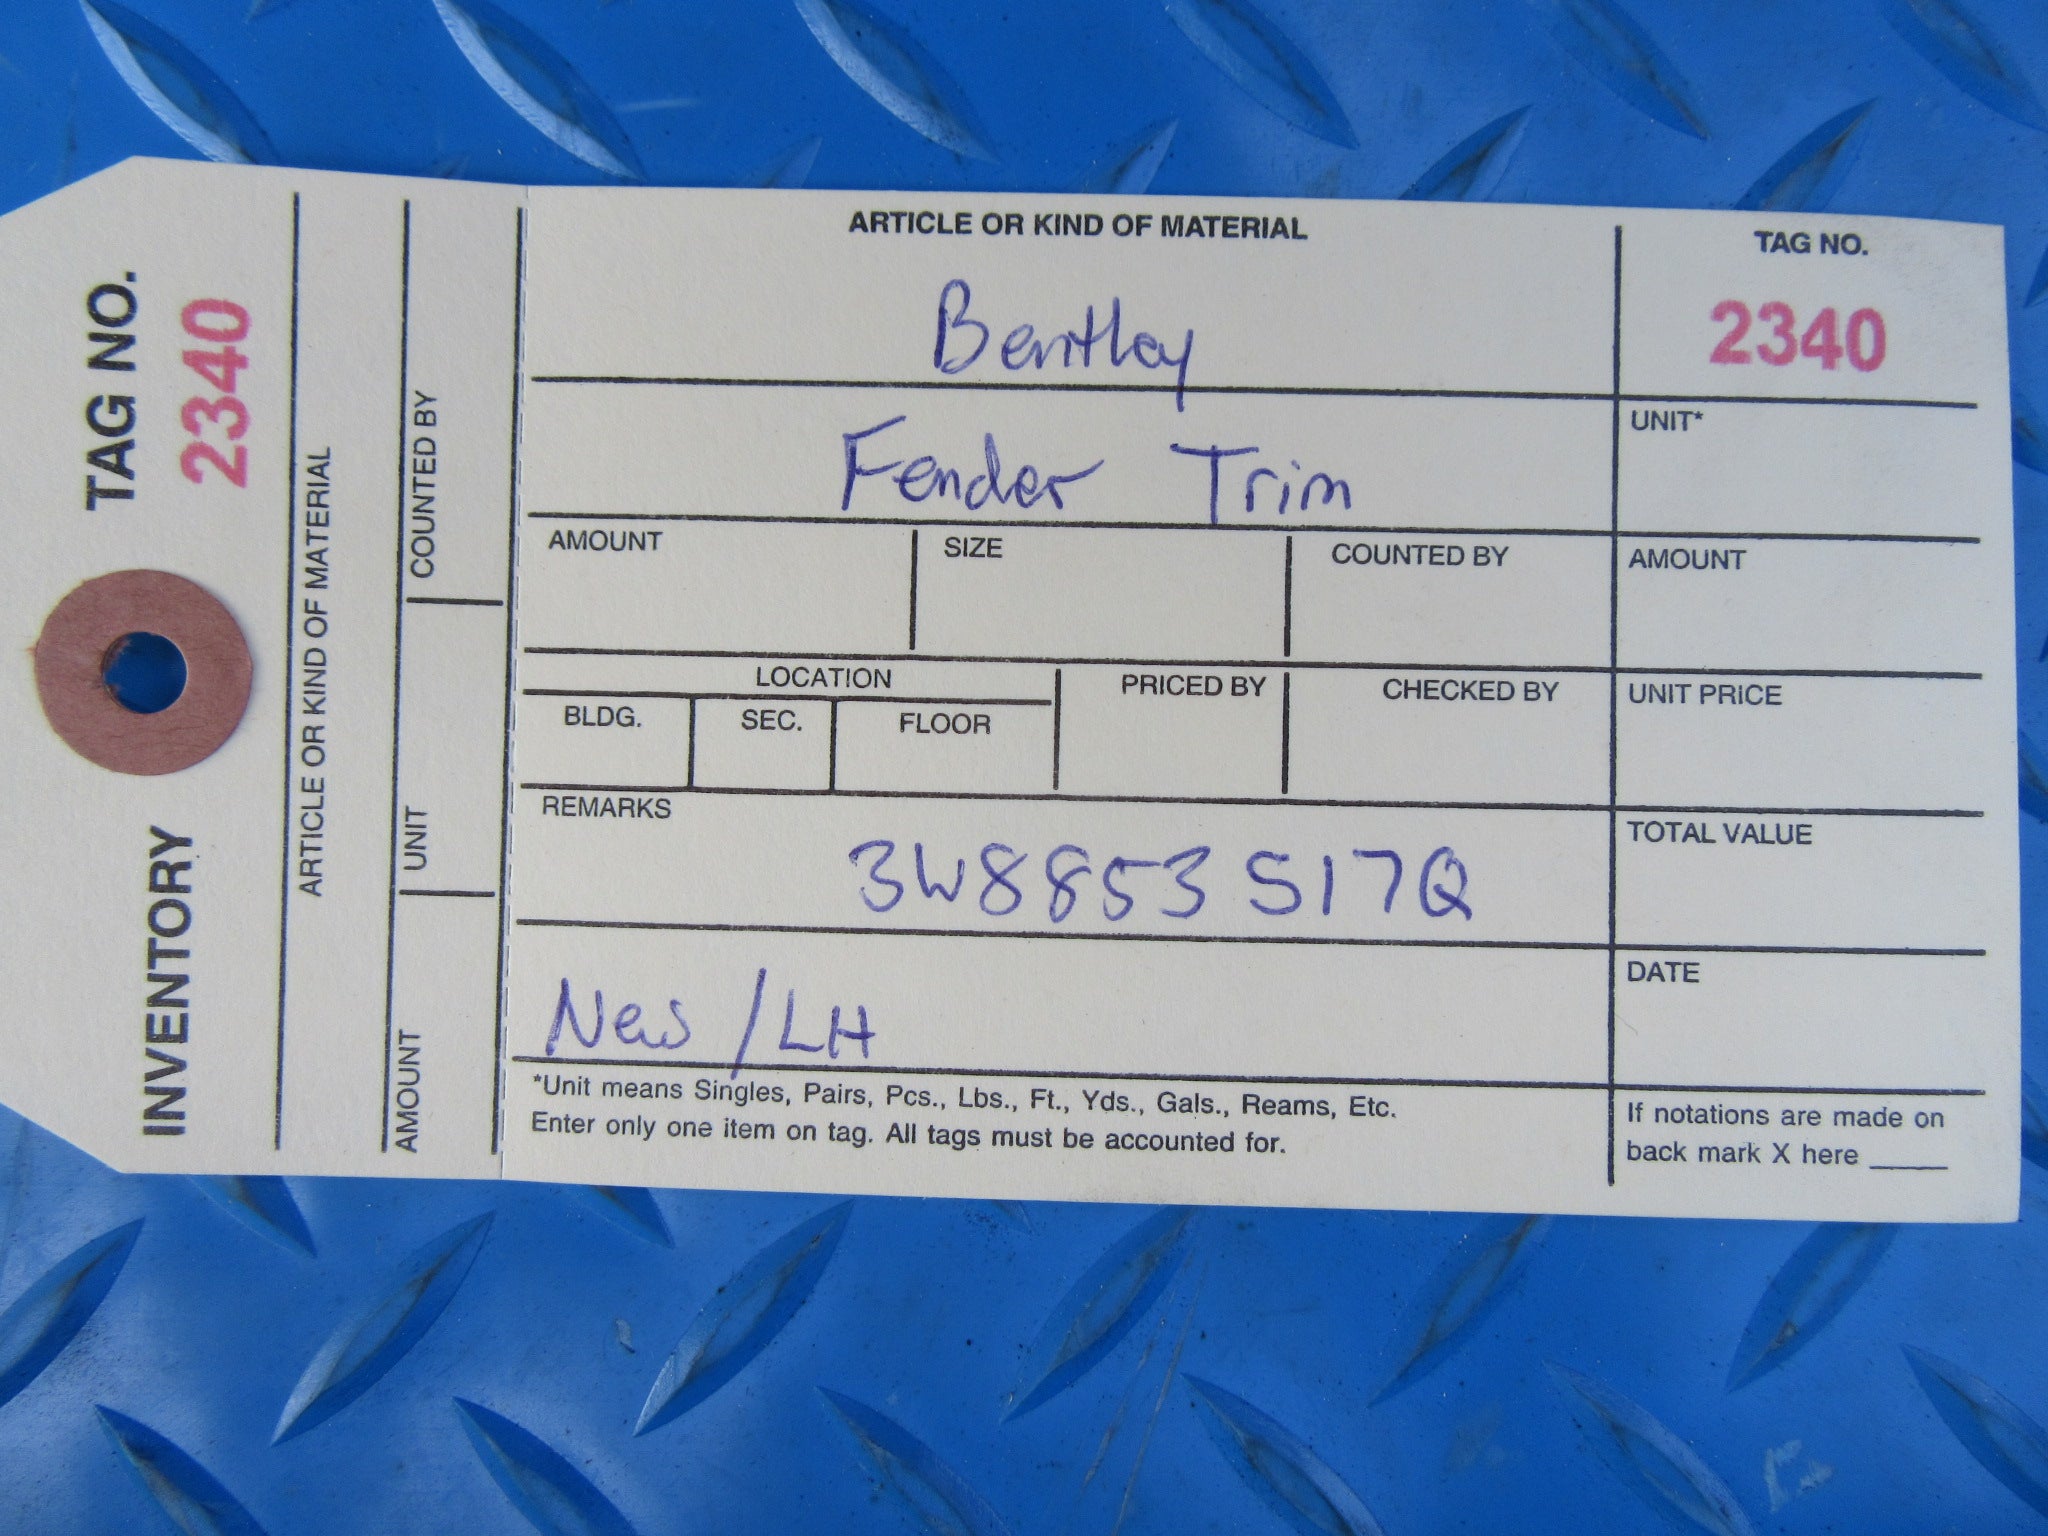 TAG NO.
2340
INVENTORY
ARTICLE OR KIND OF MATERIAL
COUNTED BY
UNIT
AMOUNT
ARTICLE OR KIND OF MATERIAL
Bentley
Fender Trim
TAG NO.
2340
UNIT*
AMOUNT SIZE COUNTED BY AMOUNT
LOCATION PRICED BY CHECKED BY UNIT PRICE
BLDG. SEC. FLOOR
REMARKS TOTAL VALUE
3W8853517Q
DATE
New / LH
*Unit means Singles, Pairs, Pcs., Lbs., Ft., Yds., Gals., Reams, Etc.
Enter only one item on tag. All tags must be accounted for.
If notations are made on
back mark X here _____